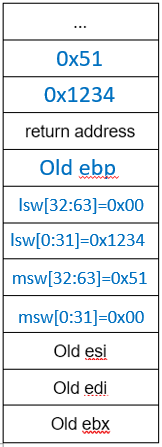 ...
0x51
0x1234
return address
Old ebp
lsw[32:63]=0x00
lsw[0:31]=0x1234
msw[32:63]=0x51
msw[0:31]=0x00
Old esi
Old edi
Old ebx